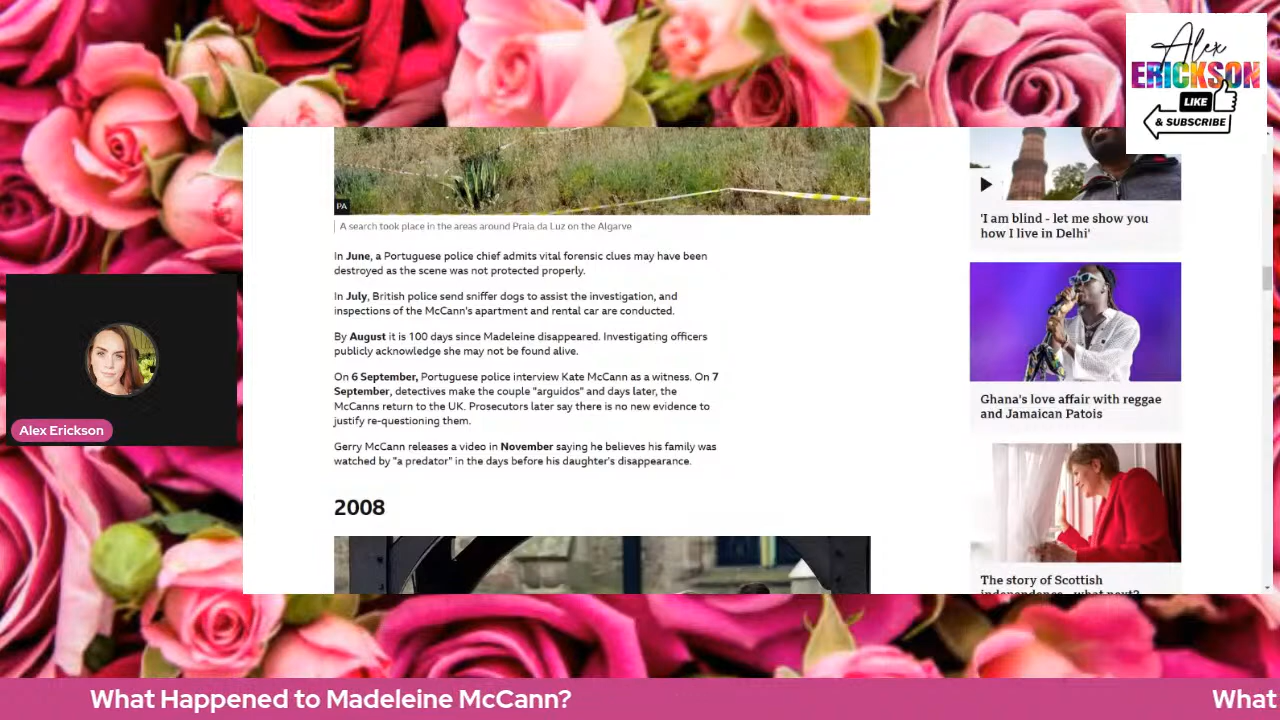 Alex
ERICKSON
LIKE
& SUBSCRIBE
PA
A search took place in the areas around Praia da Luz on the Algarve
In June, a Portuguese police chief admits vital forensic clues may have been
destroyed as the scene was not protected properly.
In July, British police send sniffer dogs to assist the investigation, and
inspections of the McCann's apartment and rental car are conducted.
By August it is 100 days since Madeleine disappeared. Investigating officers
publicly acknowledge she may not be found alive.
On 6 September, Portuguese police interview Kate McCann as a witness. On 7
September, detectives make the couple "arguidos" and days later, the
McCanns return to the UK. Prosecutors later say there is no new evidence to
justify re-questioning them.
Gerry McCann releases a video in November saying he believes his family was
watched by "a predator" in the days before his daughter's disappearance.
2008
'I am blind - let me show you
how I live in Delhi'
Ghana's love affair with reggae
and Jamaican Patois
The story of Scottish
independence - what next?
Alex Erickson
What Happened to Madeleine McCann?
What